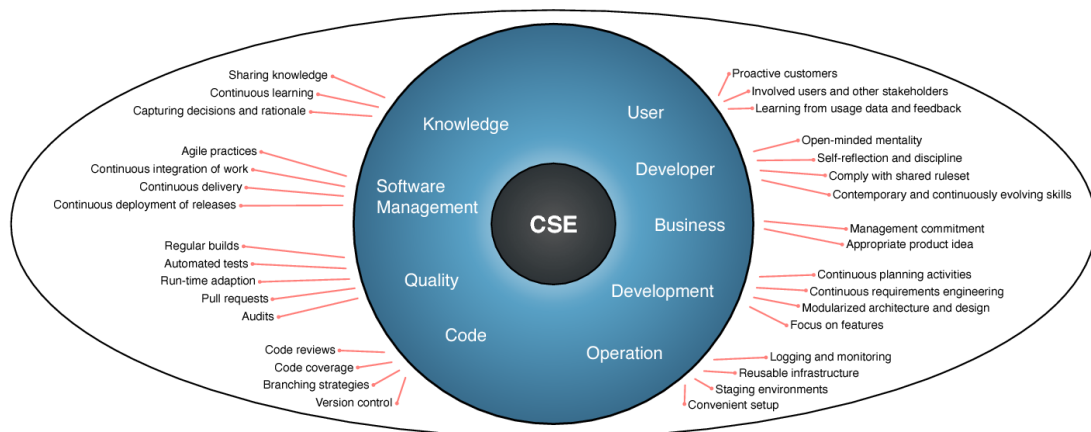 Sharing knowledge
Continuous learning
Capturing decisions and rationale
Agile practices
Continuous integration of work
Continuous delivery
Continuous deployment of releases
Regular builds
Automated tests
Run-time adaption
Pull requests
Audits
Code reviews
Code coverage
Branching strategies
Version control
Knowledge
Software
Management
Quality
Code
CSE
User
Developer
Business
Development
Operation
Proactive customers
Involved users and other stakeholders
Learning from usage data and feedback
Open-minded mentality
Self-reflection and discipline
Comply with shared ruleset
Contemporary and continuously evolving skills
Management commitment
Appropriate product idea
Continuous planning activities
Continuous requirements engineering
Modularized architecture and design
Focus on features
Logging and monitoring
Reusable infrastructure
Staging environments
Convenient setup